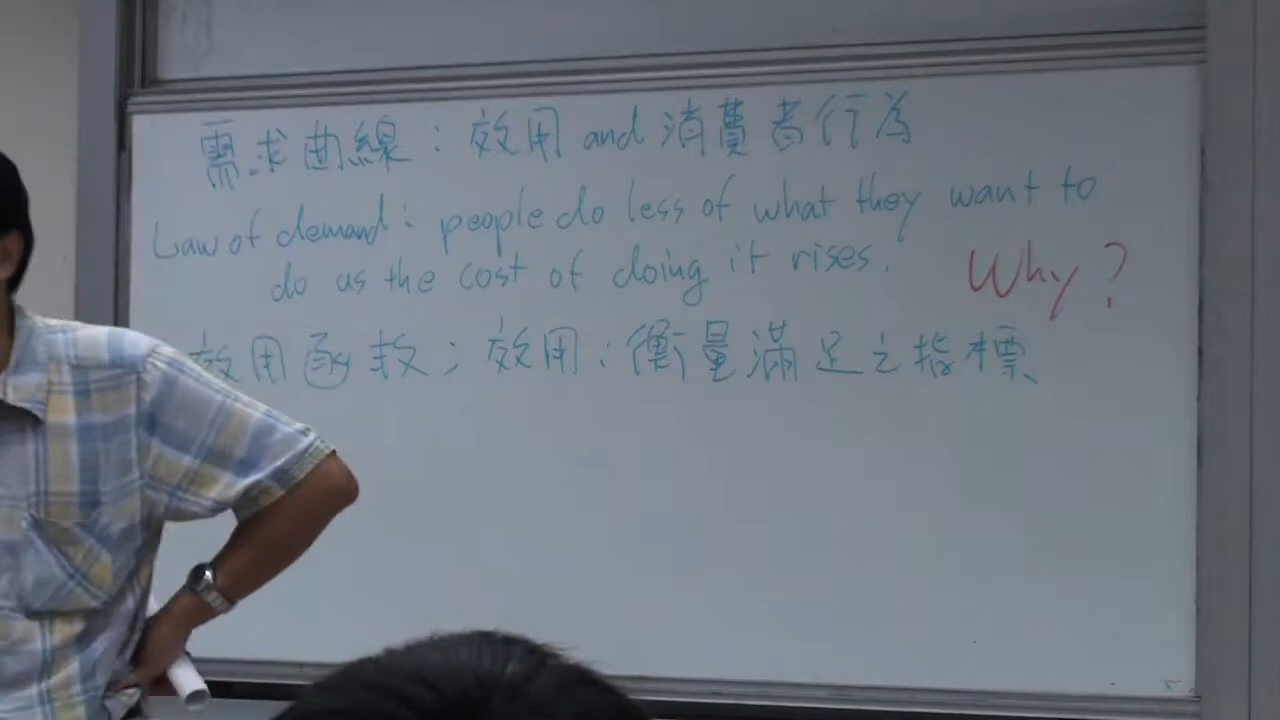 需求曲線：效用 and 消費者行為
Law of demand: people do less of what they want to
do as the cost of doing it rises. Why?
效用函数；效用：衡量滿足之指標